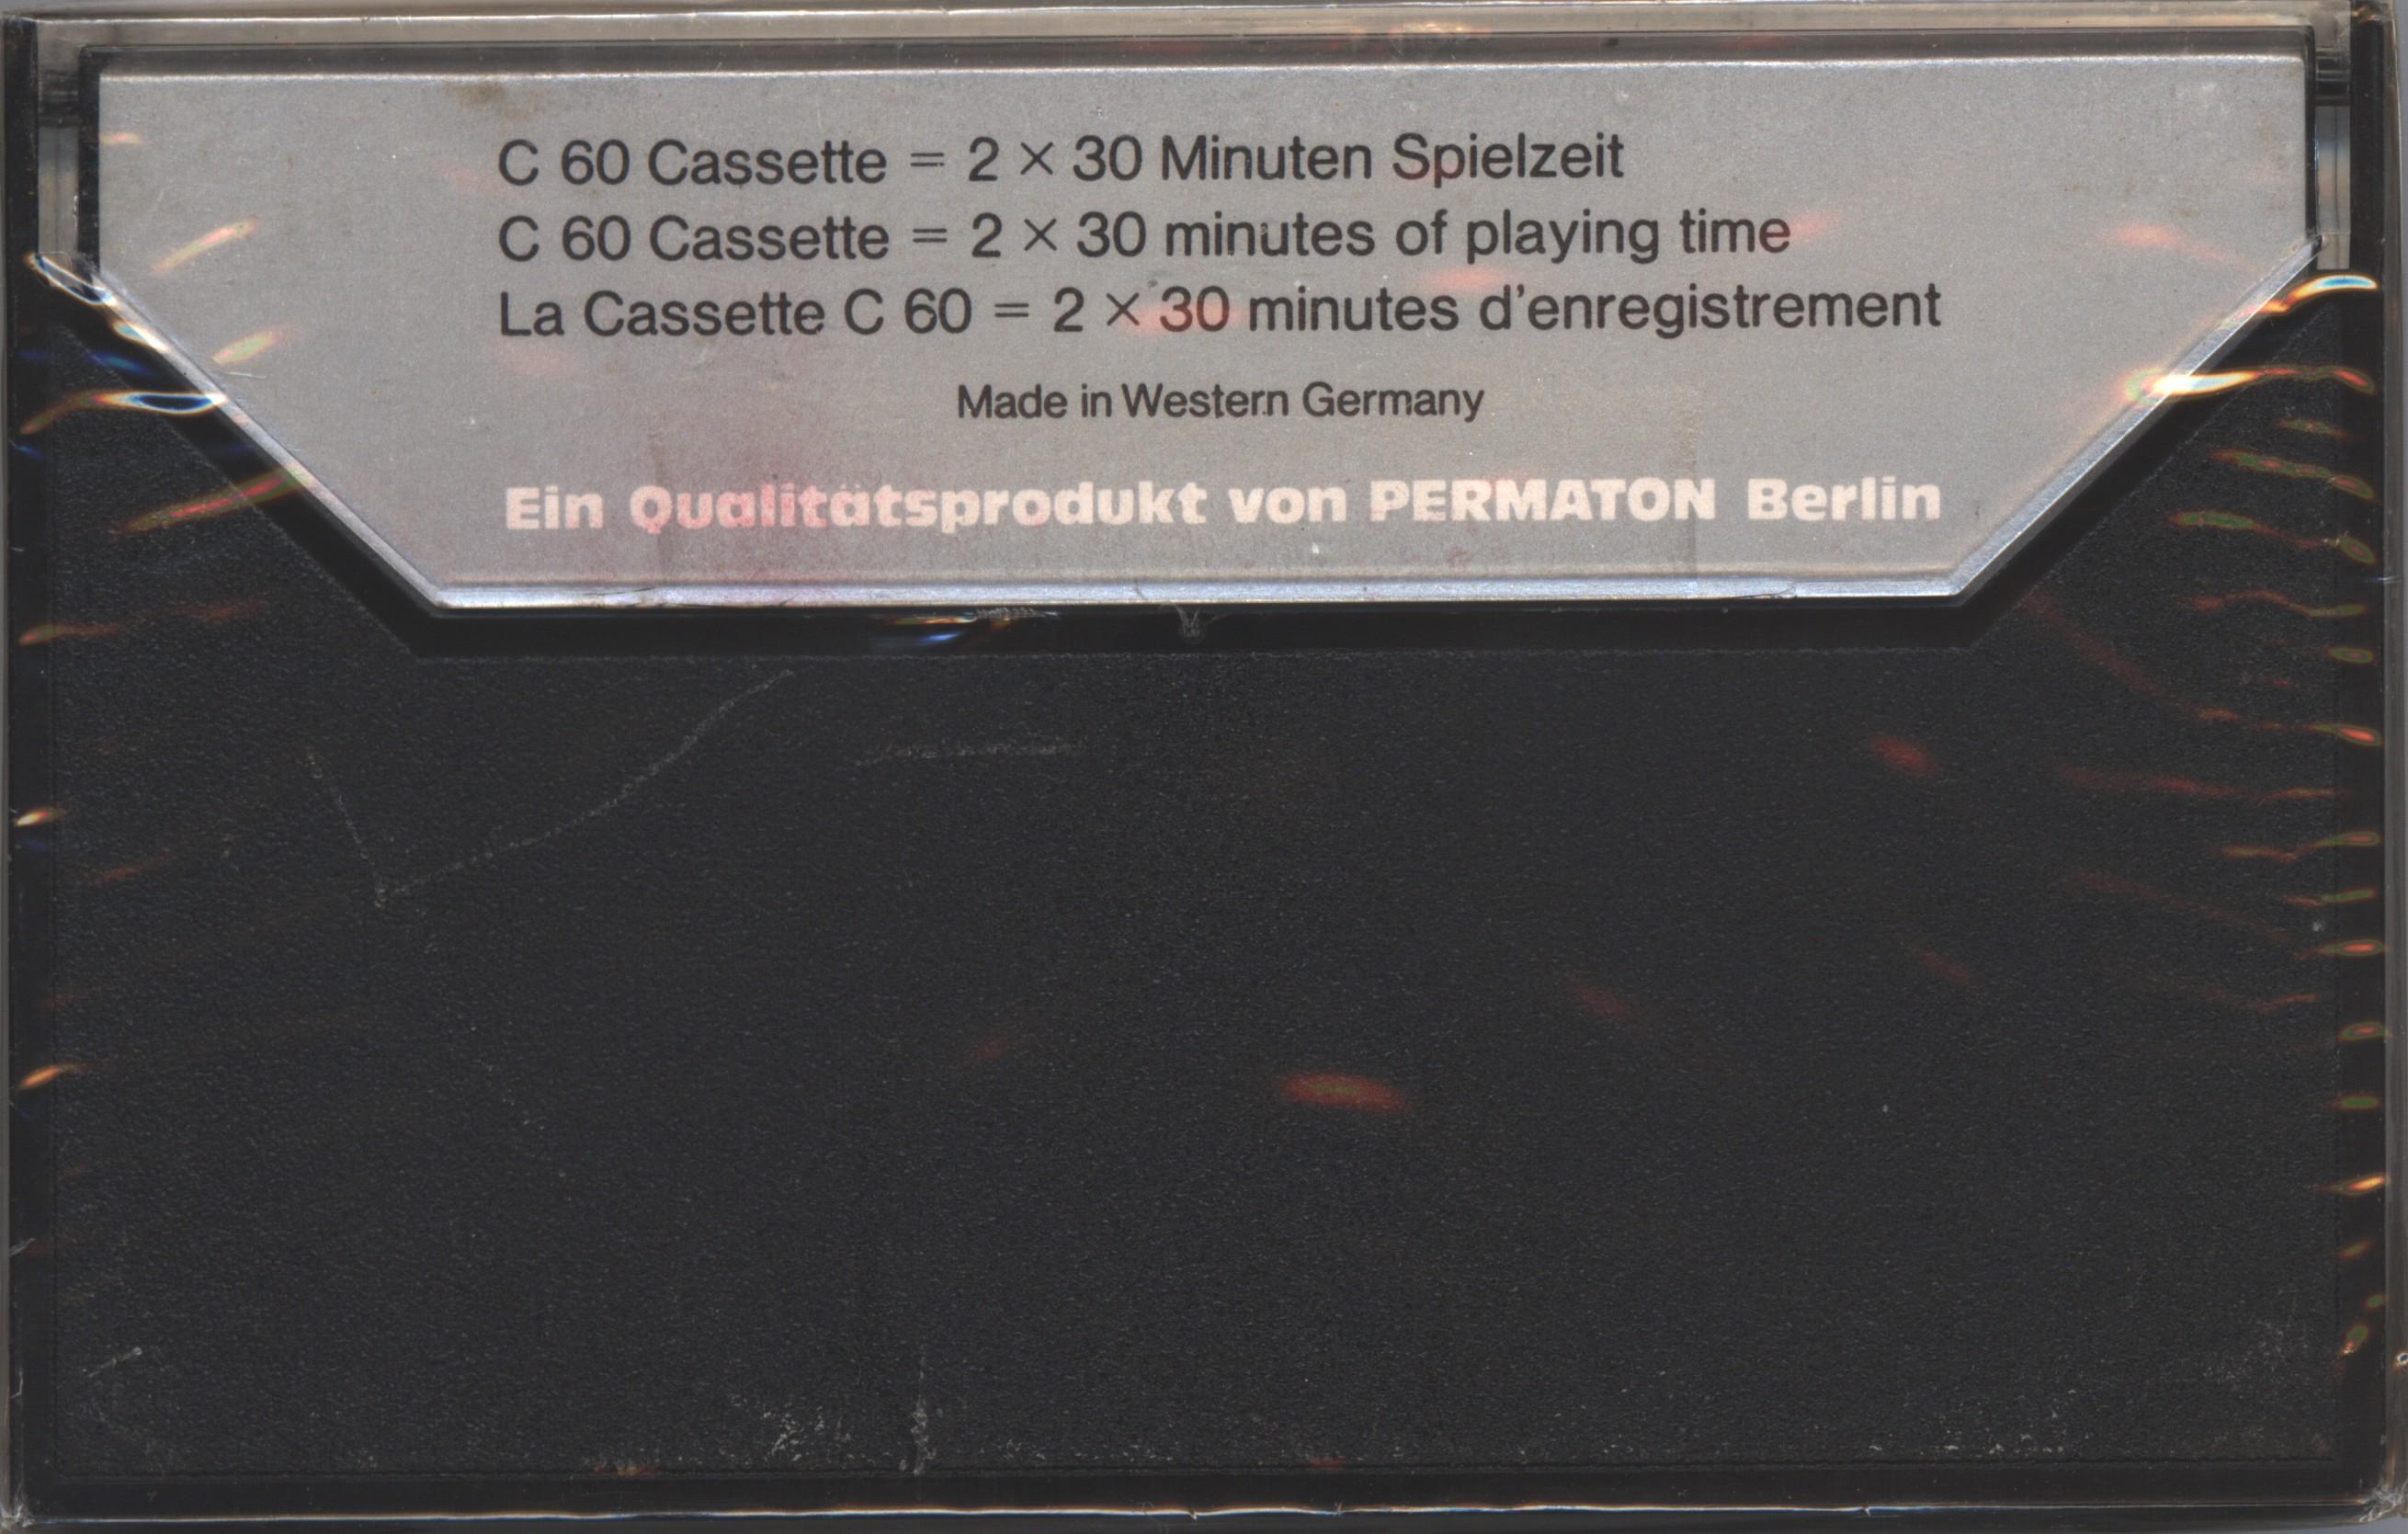 C 60 Cassette = 2 × 30 Minuten Spielzeit
C 60 Cassette = 2 × 30 minutes of playing time
La Cassette C 60 = 2 × 30 minutes d'enregistrement
Made in Western Germany
Ein Qualitätsprodukt von PERMATON Berlin